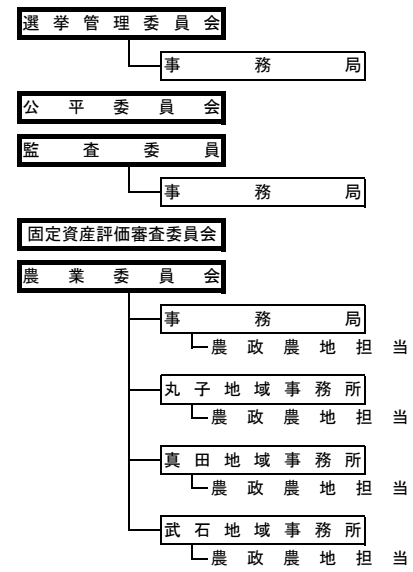 選挙管理委員会
事務局
公平委員会
監査委員
事務局
固定資産評価審査委員会
農業委員会
事務局
農政農地担当
丸子地域事務所
農政農地担当
真田地域事務所
農政農地担当
武石地域事務所
農政農地担当